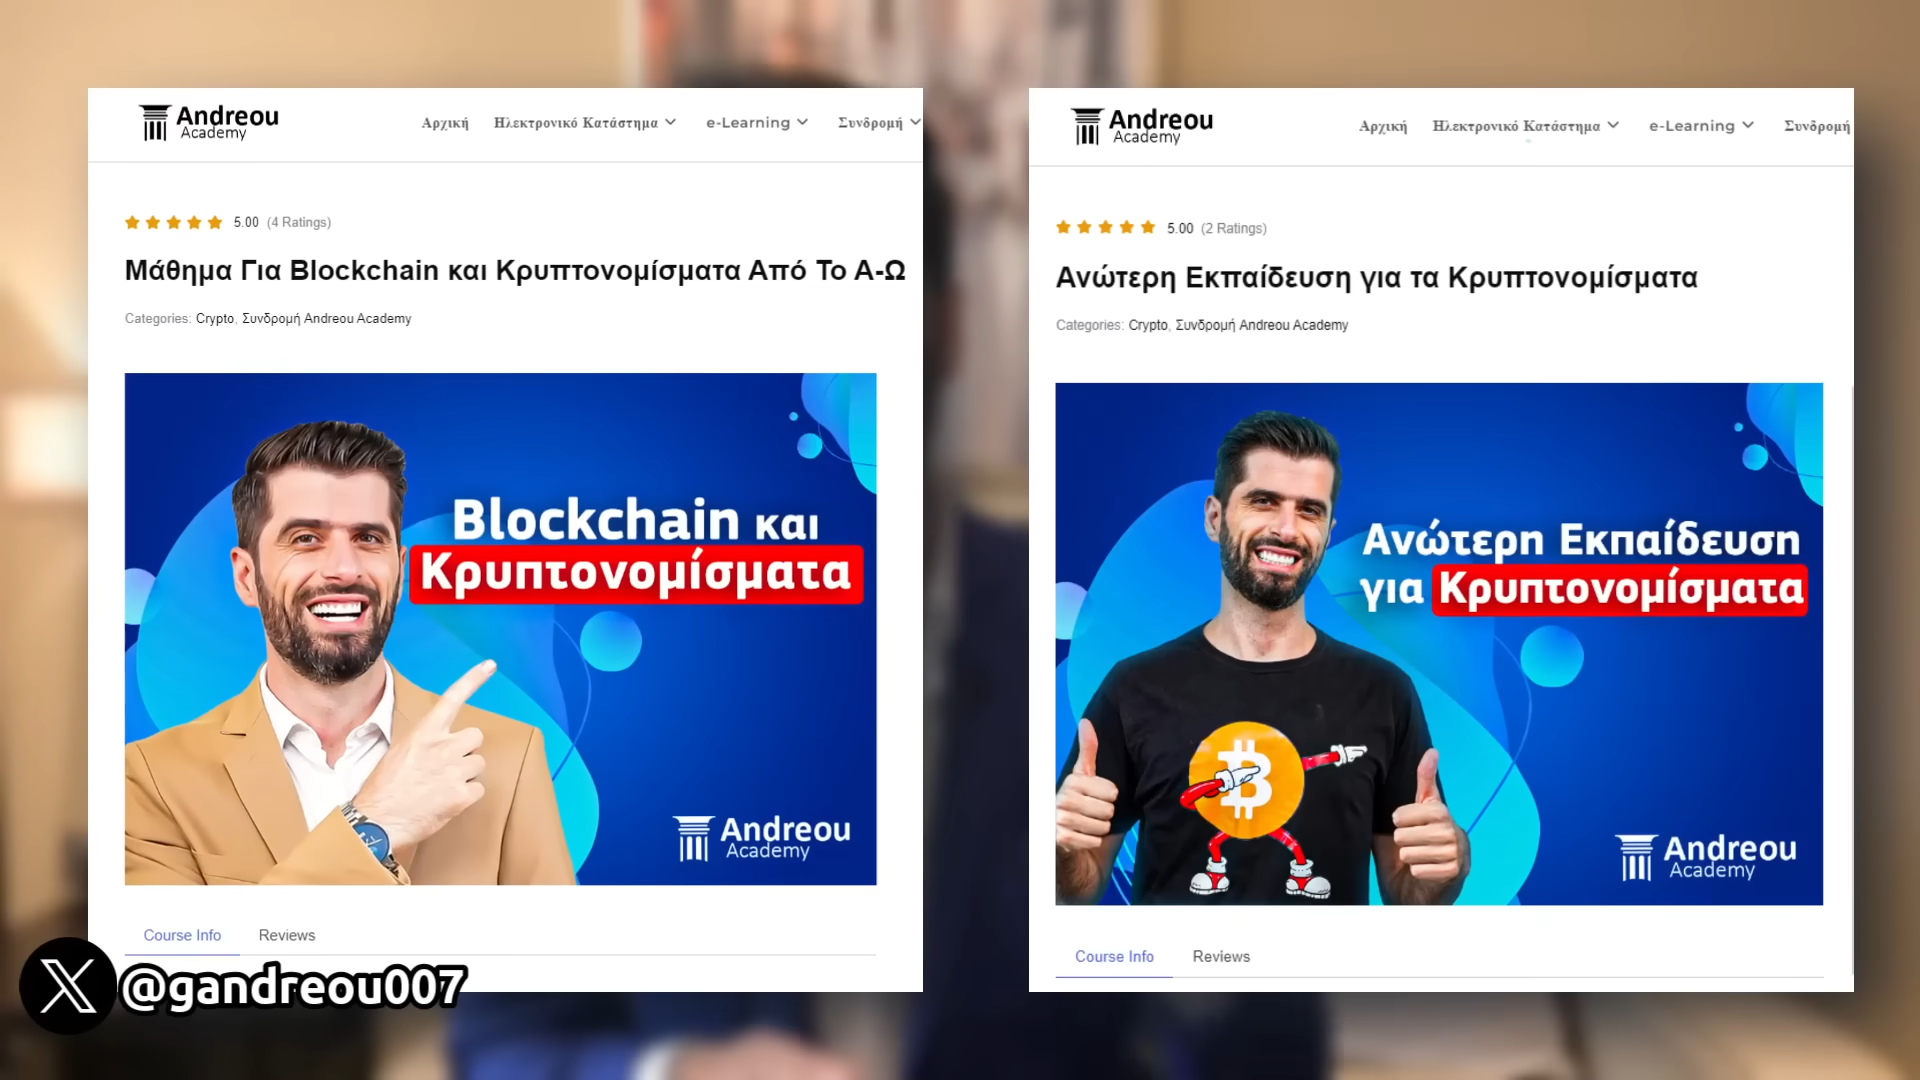 Andreou
Academy
Αρχική
Ηλεκτρονικό Κατάστημα
e-Learning
Συνδρομή
5.00 (4 Ratings)
Μάθημα Για Blockchain και Κρυπτονομίσματα Από Το Α-Ω
Categories: Crypto, Συνδρομή Andreou Academy
Blockchain και
Κρυπτονομίσματα
Andreou
Academy
Course Info
Reviews
@gandreou007
Andreou
Academy
Αρχική
Ηλεκτρονικό Κατάστημα
e-Learning
Συνδρομή
5.00 (2 Ratings)
Ανώτερη Εκπαίδευση για τα Κρυπτονομίσματα
Categories: Crypto, Συνδρομή Andreou Academy
Ανώτερη Εκπαίδευση
για Κρυπτονομίσματα
Andreou
Academy
Course Info
Reviews